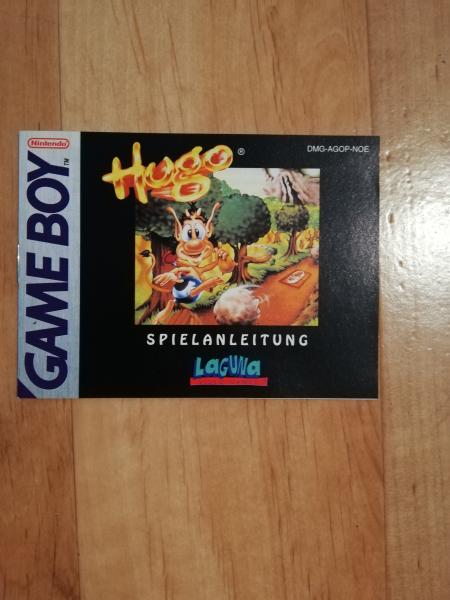 Nintendo
GAME BOY TM
Hugo ®
DMG-AGOP-NOE
SPIELANLEITUNG
LAGUNA